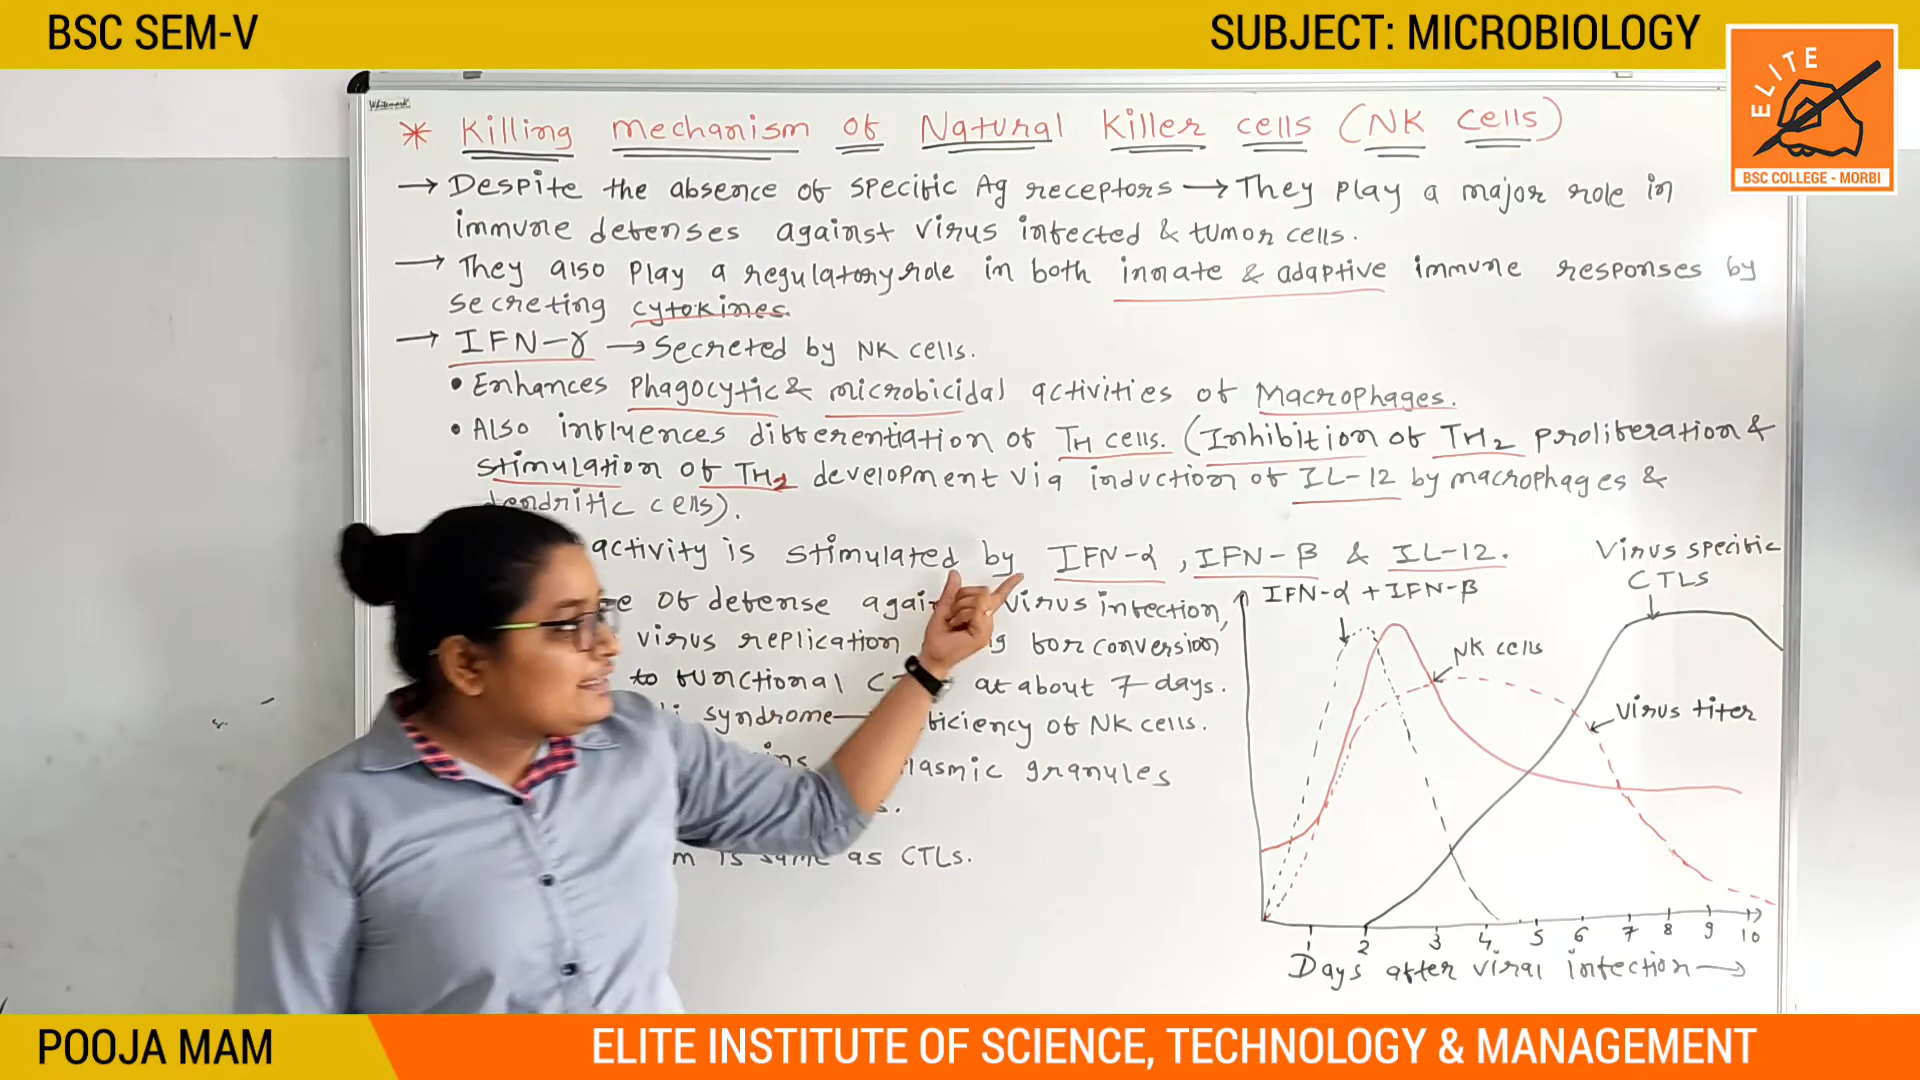 BSC SEM-V
SUBJECT: MICROBIOLOGY
ELITE
BSC COLLEGE - MORBI
Whitemark
* Killing mechanism of Natural Killer cells (NK cells)
→ Despite the absence of specific Ag receptors → They play a major role in
immune defenses against virus infected & tumor cells.
→ They also play a regulatory role in both innate & adaptive immune responses by
secreting cytokines.
→ IFN-γ → Secreted by NK cells.
• Enhances Phagocytic & microbicidal activities of Macrophages.
• Also influences differentiation of TH cells. (Inhibition of TH2 proliferation &
stimulation of TH2 development via induction of IL-12 by macrophages &
dendritic cells).
activity is stimulated by IFN-α, IFN-β & IL-12.
of defense virus infection,
virus replication for conversion
to functional at about 7 days.
syndrome of NK cells.
granules
is same as CTLs.
Virus specific
CTLS
IFN-α + IFN-β
NK cells
Virus titer
1 2 3 4 5 6 7 8 9 10
Days after viral infection →
POOJA MAM
ELITE INSTITUTE OF SCIENCE, TECHNOLOGY & MANAGEMENT